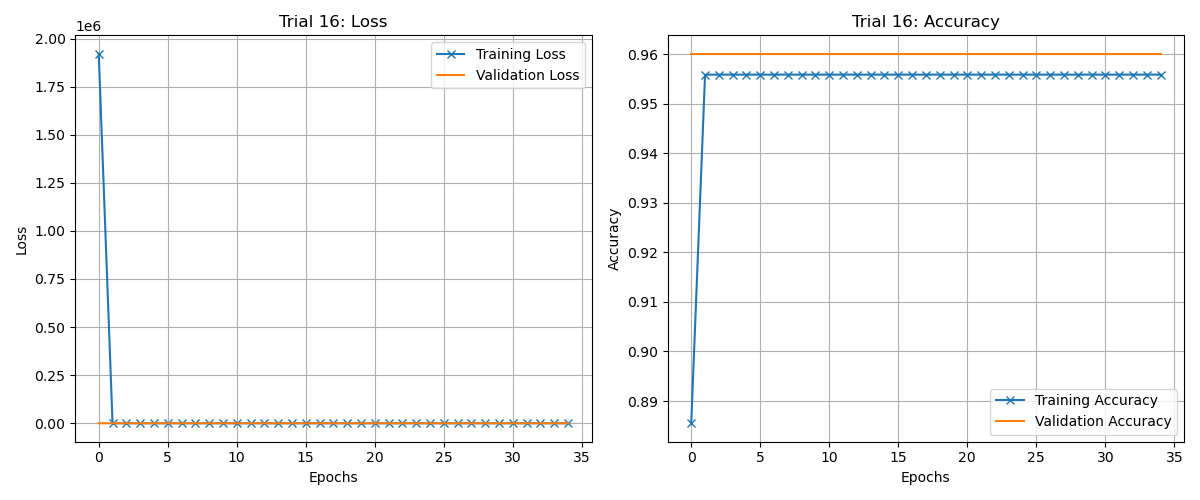 Trial 16: Loss
1e6
2.00
1.75
1.50
1.25
1.00
0.75
0.50
0.25
0.00
Loss
Training Loss
Validation Loss
0 5 10 15 20 25 30 35
Epochs
Trial 16: Accuracy
0.96
0.95
0.94
0.93
0.92
0.91
0.90
0.89
Accuracy
Training Accuracy
Validation Accuracy
0 5 10 15 20 25 30 35
Epochs